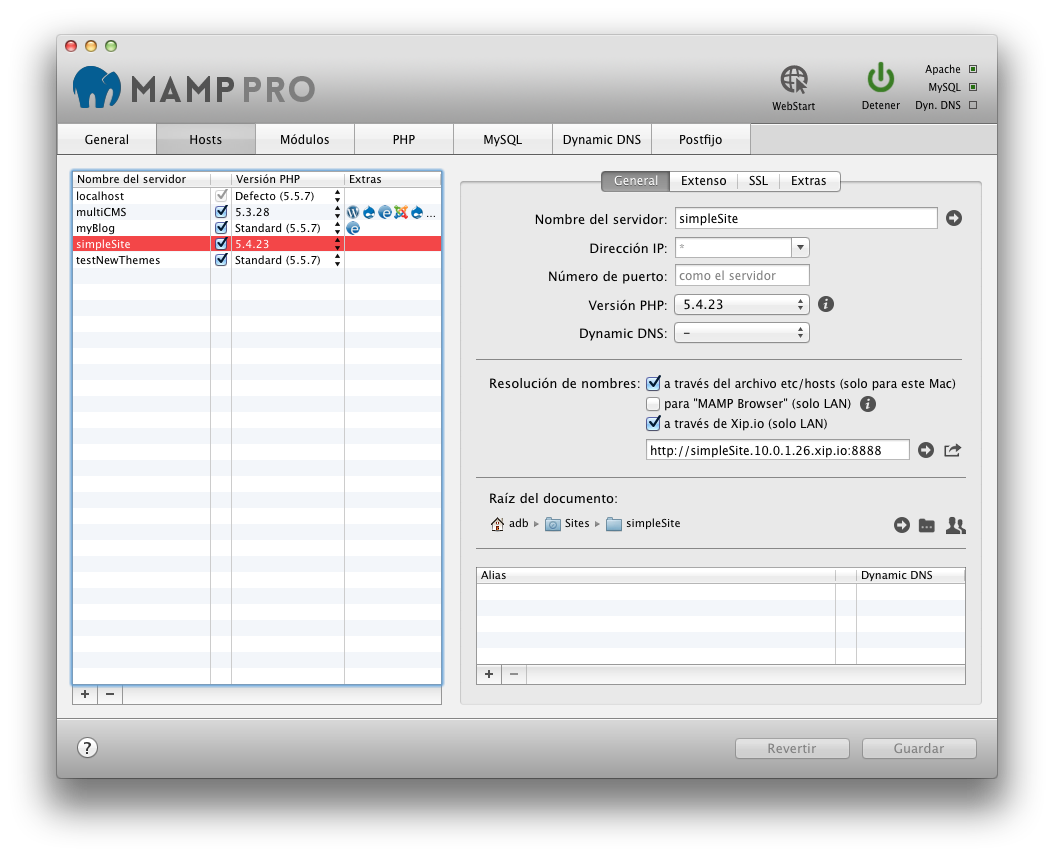 MAMP PRO
WebStart
Detener
Apache
MySQL
Dyn. DNS
General Hosts Módulos PHP MySQL Dynamic DNS Postfijo
Nombre del servidor Versión PHP Extras
localhost Defecto (5.5.7)
multiCMS 5.3.28 ...
myBlog Standard (5.5.7)
simpleSite 5.4.23
testNewThemes Standard (5.5.7)
+ −
General Extenso SSL Extras
Nombre del servidor: simpleSite
Dirección IP: *
Número de puerto: como el servidor
Versión PHP: 5.4.23
Dynamic DNS: –
Resolución de nombres: a través del archivo etc/hosts (solo para este Mac)
para "MAMP Browser" (solo LAN)
a través de Xip.io (solo LAN)
http://simpleSite.10.0.1.26.xip.io:8888
Raíz del documento:
adb ▸ Sites ▸ simpleSite
Alias Dynamic DNS
+ −
? Revertir Guardar